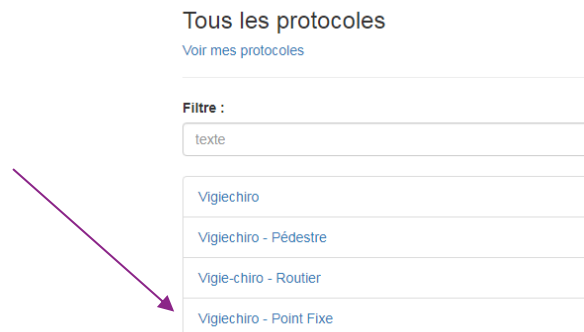 Tous les protocoles
Voir mes protocoles
Filtre :
texte
Vigiechiro
Vigiechiro - Pédestre
Vigie-chiro - Routier
Vigiechiro - Point Fixe